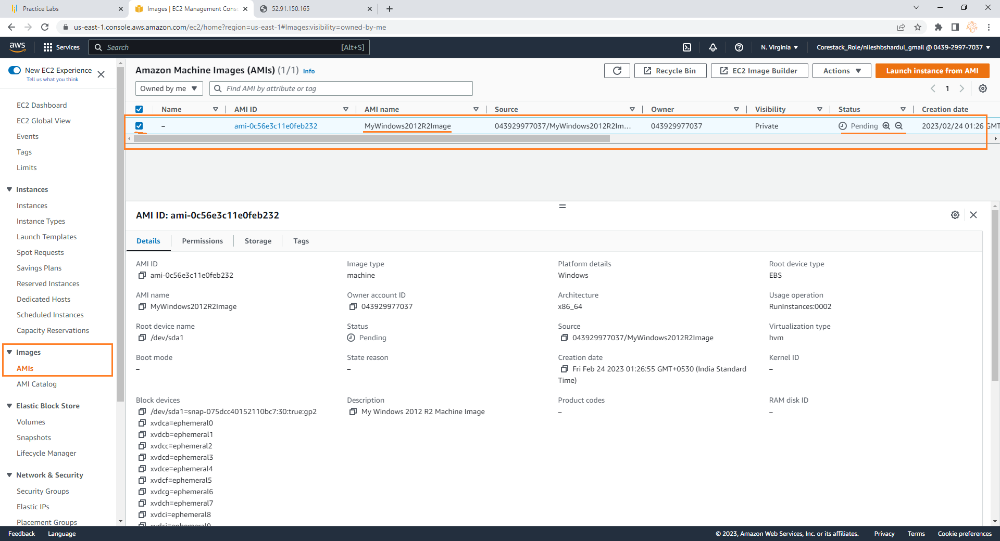 Practice Labs
Images | EC2 Management Conso
52.91.150.165
us-east-1.console.aws.amazon.com/ec2/home?region=us-east-1#Images:visibility=owned-by-me
aws
Services
Search
[Alt+S]
N. Virginia
Corestack_Role/nileshbshardul_gmail @ 0439-2997-7037
New EC2 Experience
Tell us what you think
EC2 Dashboard
EC2 Global View
Events
Tags
Limits
Instances
Instances
Instance Types
Launch Templates
Spot Requests
Savings Plans
Reserved Instances
Dedicated Hosts
Scheduled Instances
Capacity Reservations
Images
AMIs
AMI Catalog
Elastic Block Store
Volumes
Snapshots
Lifecycle Manager
Network & Security
Security Groups
Elastic IPs
Placement Groups
Amazon Machine Images (AMIs) (1/1) Info
Recycle Bin
EC2 Image Builder
Actions
Launch instance from AMI
Owned by me
Find AMI by attribute or tag
1
Name
AMI ID
AMI name
Source
Owner
Visibility
Status
Creation date
–
ami-0c56e3c11e0feb232
MyWindows2012R2Image
043929977037/MyWindows2012R2Im...
043929977037
Private
Pending
2023/02/24 01:26 GMT
AMI ID: ami-0c56e3c11e0feb232
Details
Permissions
Storage
Tags
AMI ID
ami-0c56e3c11e0feb232
Image type
machine
Platform details
Windows
Root device type
EBS
AMI name
MyWindows2012R2Image
Owner account ID
043929977037
Architecture
x86_64
Usage operation
RunInstances:0002
Root device name
/dev/sda1
Status
Pending
Source
043929977037/MyWindows2012R2Image
Virtualization type
hvm
Boot mode
–
State reason
–
Creation date
Fri Feb 24 2023 01:26:55 GMT+0530 (India Standard
Time)
Kernel ID
–
Block devices
/dev/sda1=snap-075dcc40152110bc7:30:true:gp2
xvdca=ephemeral0
xvdcb=ephemeral1
xvdcc=ephemeral2
xvdcd=ephemeral3
xvdce=ephemeral4
xvdcf=ephemeral5
xvdcg=ephemeral6
xvdch=ephemeral7
xvdci=ephemeral8
xvdcj=ephemeral9
Description
My Windows 2012 R2 Machine Image
Product codes
–
RAM disk ID
–
Feedback
Language
© 2023, Amazon Web Services, Inc. or its affiliates.
Privacy
Terms
Cookie preferences